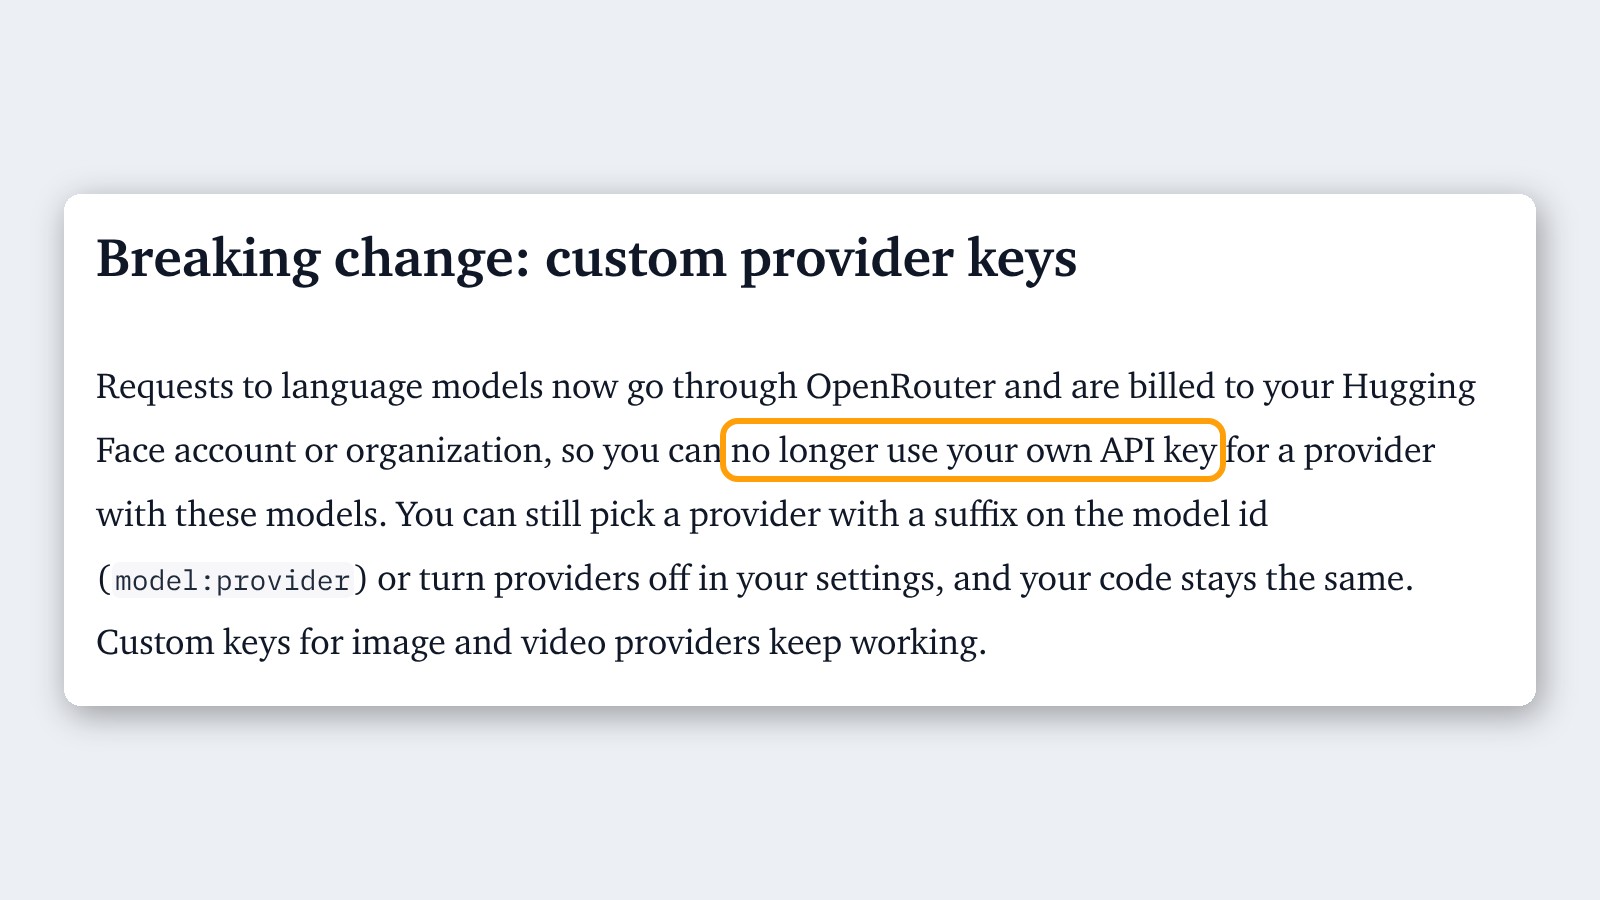 Breaking change: custom provider keys
Requests to language models now go through OpenRouter and are billed to your Hugging
Face account or organization, so you can no longer use your own API key for a provider
with these models. You can still pick a provider with a suffix on the model id
(model:provider) or turn providers off in your settings, and your code stays the same.
Custom keys for image and video providers keep working.